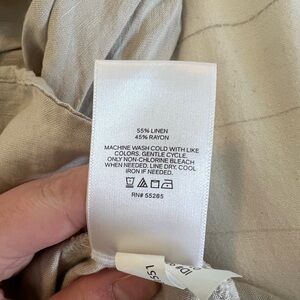 55% LINEN
45% RAYON
MACHINE WASH COLD WITH LIKE
COLORS. GENTLE CYCLE.
ONLY NON-CHLORINE BLEACH
WHEN NEEDED. LINE DRY. COOL
IRON IF NEEDED.
RN# 55285